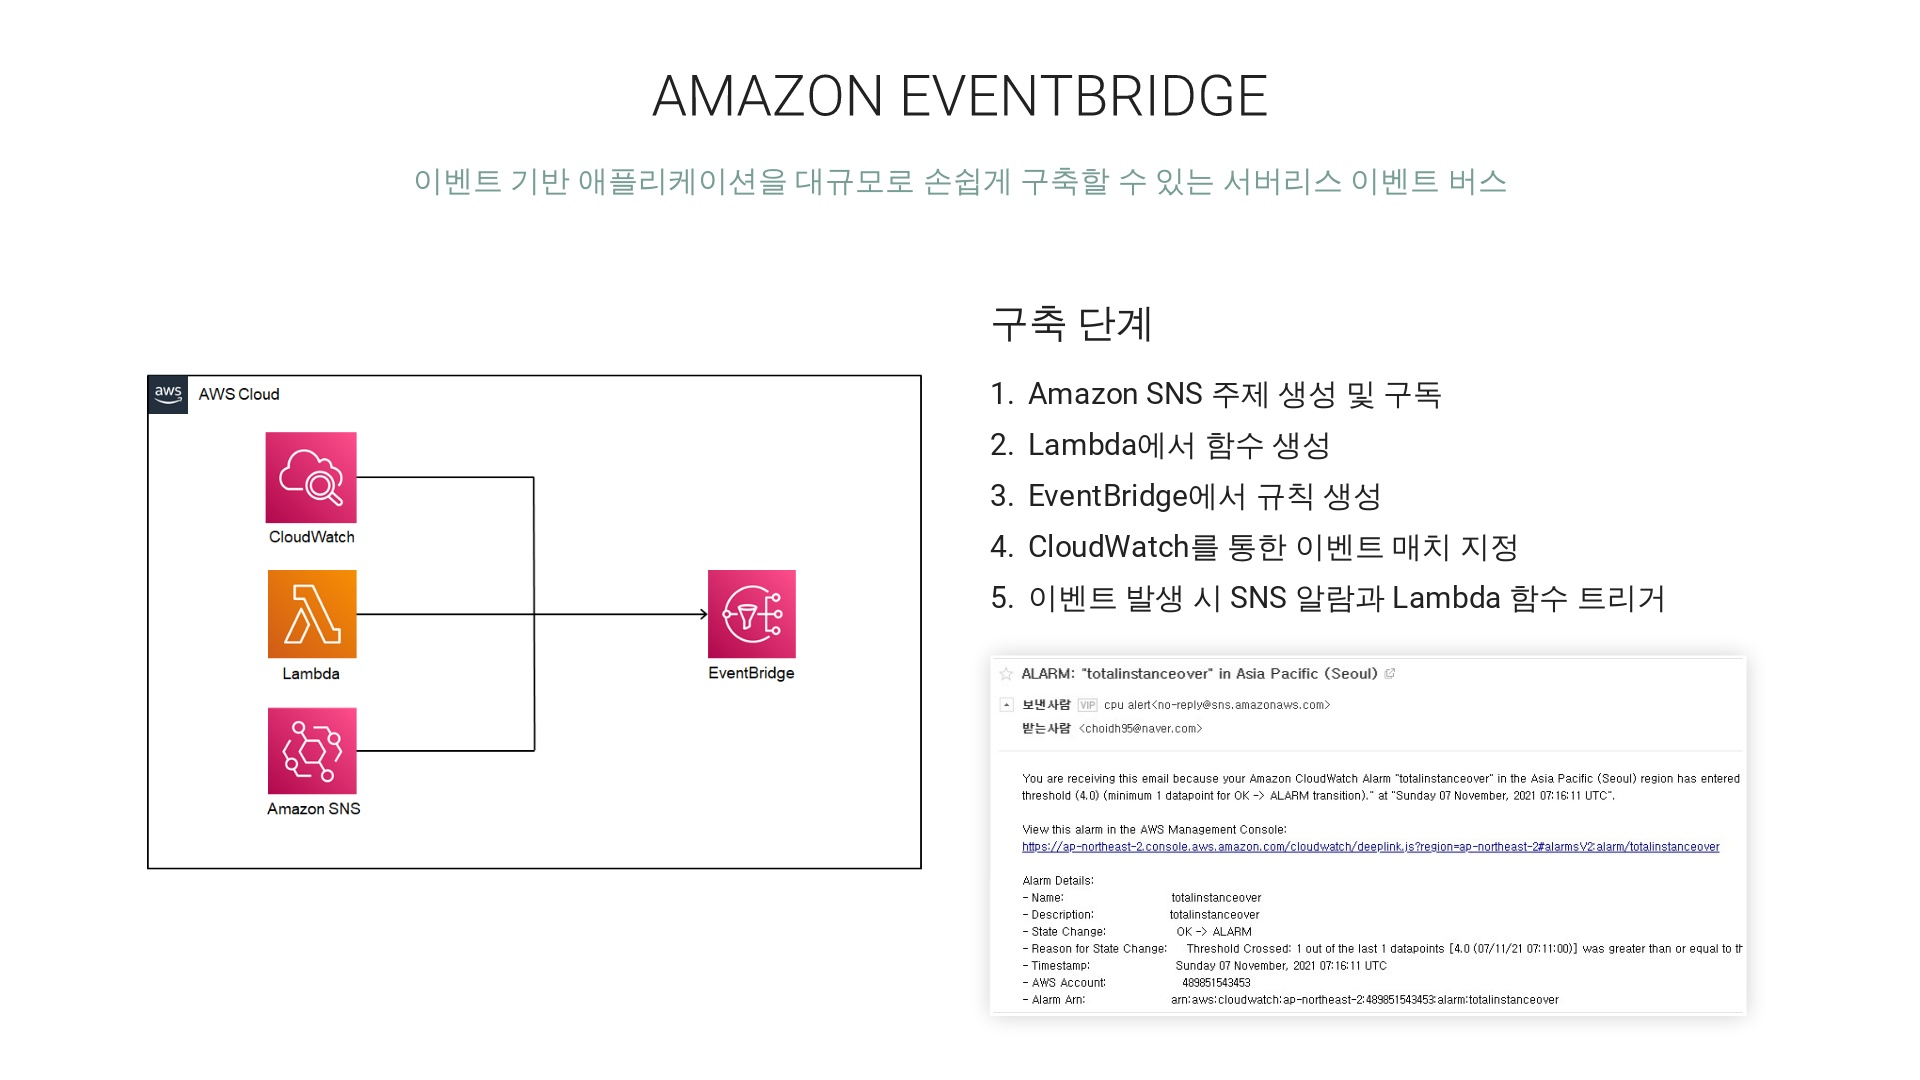 AMAZON EVENTBRIDGE
이벤트 기반 애플리케이션을 대규모로 손쉽게 구축할 수 있는 서버리스 이벤트 버스
aws AWS Cloud
CloudWatch
Lambda
EventBridge
Amazon SNS
구축 단계
1. Amazon SNS 주제 생성 및 구독
2. Lambda에서 함수 생성
3. EventBridge에서 규칙 생성
4. CloudWatch를 통한 이벤트 매치 지정
5. 이벤트 발생 시 SNS 알람과 Lambda 함수 트리거
ALARM: "totalinstanceover" in Asia Pacific (Seoul)
보낸사람 VIP cpu alert<no-reply@sns.amazonaws.com>
받는사람 <choidh95@naver.com>
You are receiving this email because your Amazon CloudWatch Alarm "totalinstanceover" in the Asia Pacific (Seoul) region has entered
threshold (4.0) (minimum 1 datapoint for OK -> ALARM transition)." at "Sunday 07 November, 2021 07:16:11 UTC".
View this alarm in the AWS Management Console:
https://ap-northeast-2.console.aws.amazon.com/cloudwatch/deeplink.js?region=ap-northeast-2#alarmsV2:alarm/totalinstanceover
Alarm Details:
- Name: totalinstanceover
- Description: totalinstanceover
- State Change: OK -> ALARM
- Reason for State Change: Threshold Crossed: 1 out of the last 1 datapoints [4.0 (07/11/21 07:11:00)] was greater than or equal to
- Timestamp: Sunday 07 November, 2021 07:16:11 UTC
- AWS Account: 489851543453
- Alarm Arn: arn:aws:cloudwatch:ap-northeast-2:489851543453:alarm:totalinstanceover